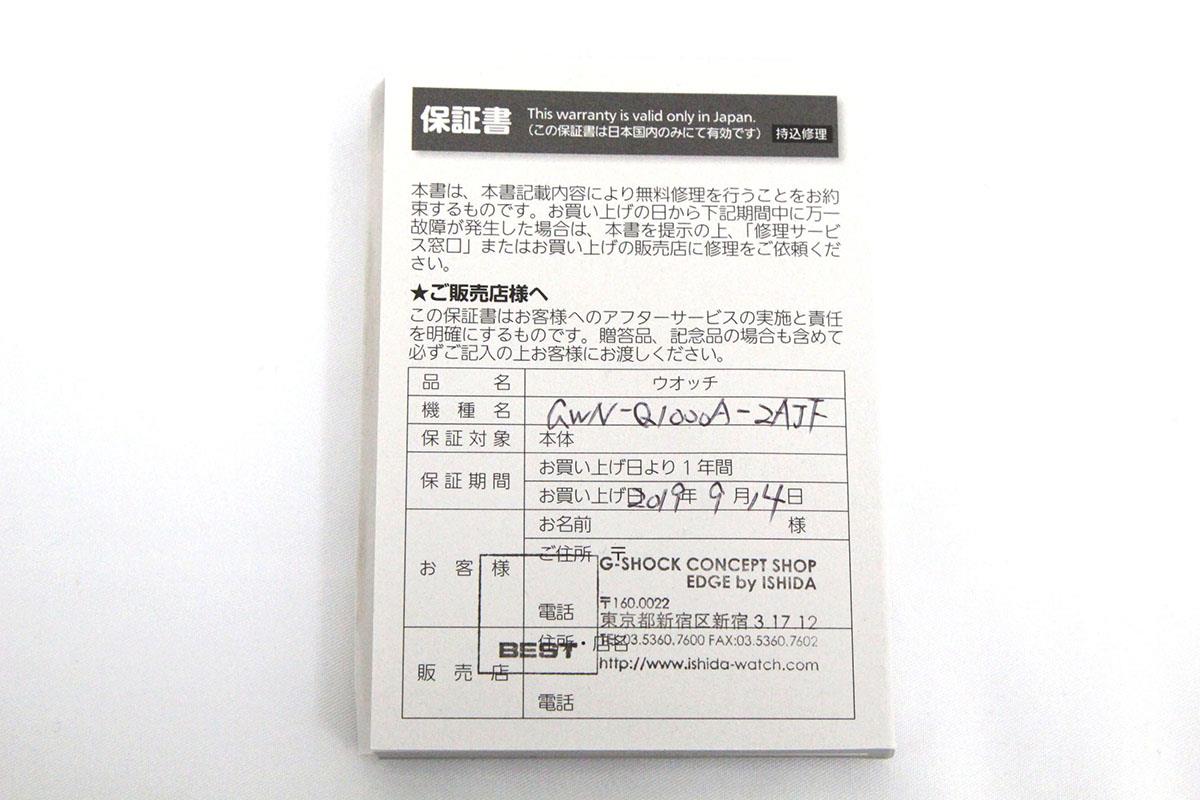 保証書 This warranty is valid only in Japan.
（この保証書は日本国内のみにて有効です） 持込修理
本書は、本書記載内容により無料修理を行うことをお約
束するものです。お買い上げの日から下記期間中に万一
故障が発生した場合は、本書を提示の上、「修理サービ
ス窓口」またはお買い上げの販売店に修理をご依頼くだ
さい。
★ご販売店様へ
この保証書はお客様へのアフターサービスの実施と責任
を明確にするものです。贈答品、記念品の場合も含めて
必ずご記入の上お客様にお渡しください。
品名 ウオッチ
機種名 GWN-Q1000A-2AJF
保証対象 本体
保証期間 お買い上げ日より1年間
お買い上げ日 2019年 9月 14日
お客様 お名前 様
ご住所 〒
G-SHOCK CONCEPT SHOP
EDGE by ISHIDA
〒160.0022
電話 東京都新宿区新宿 3.17 12
販売店 住所・店名
TEL:03.5360.7600 FAX:03.5360.7602
BEST
http://www.ishida-watch.com
電話